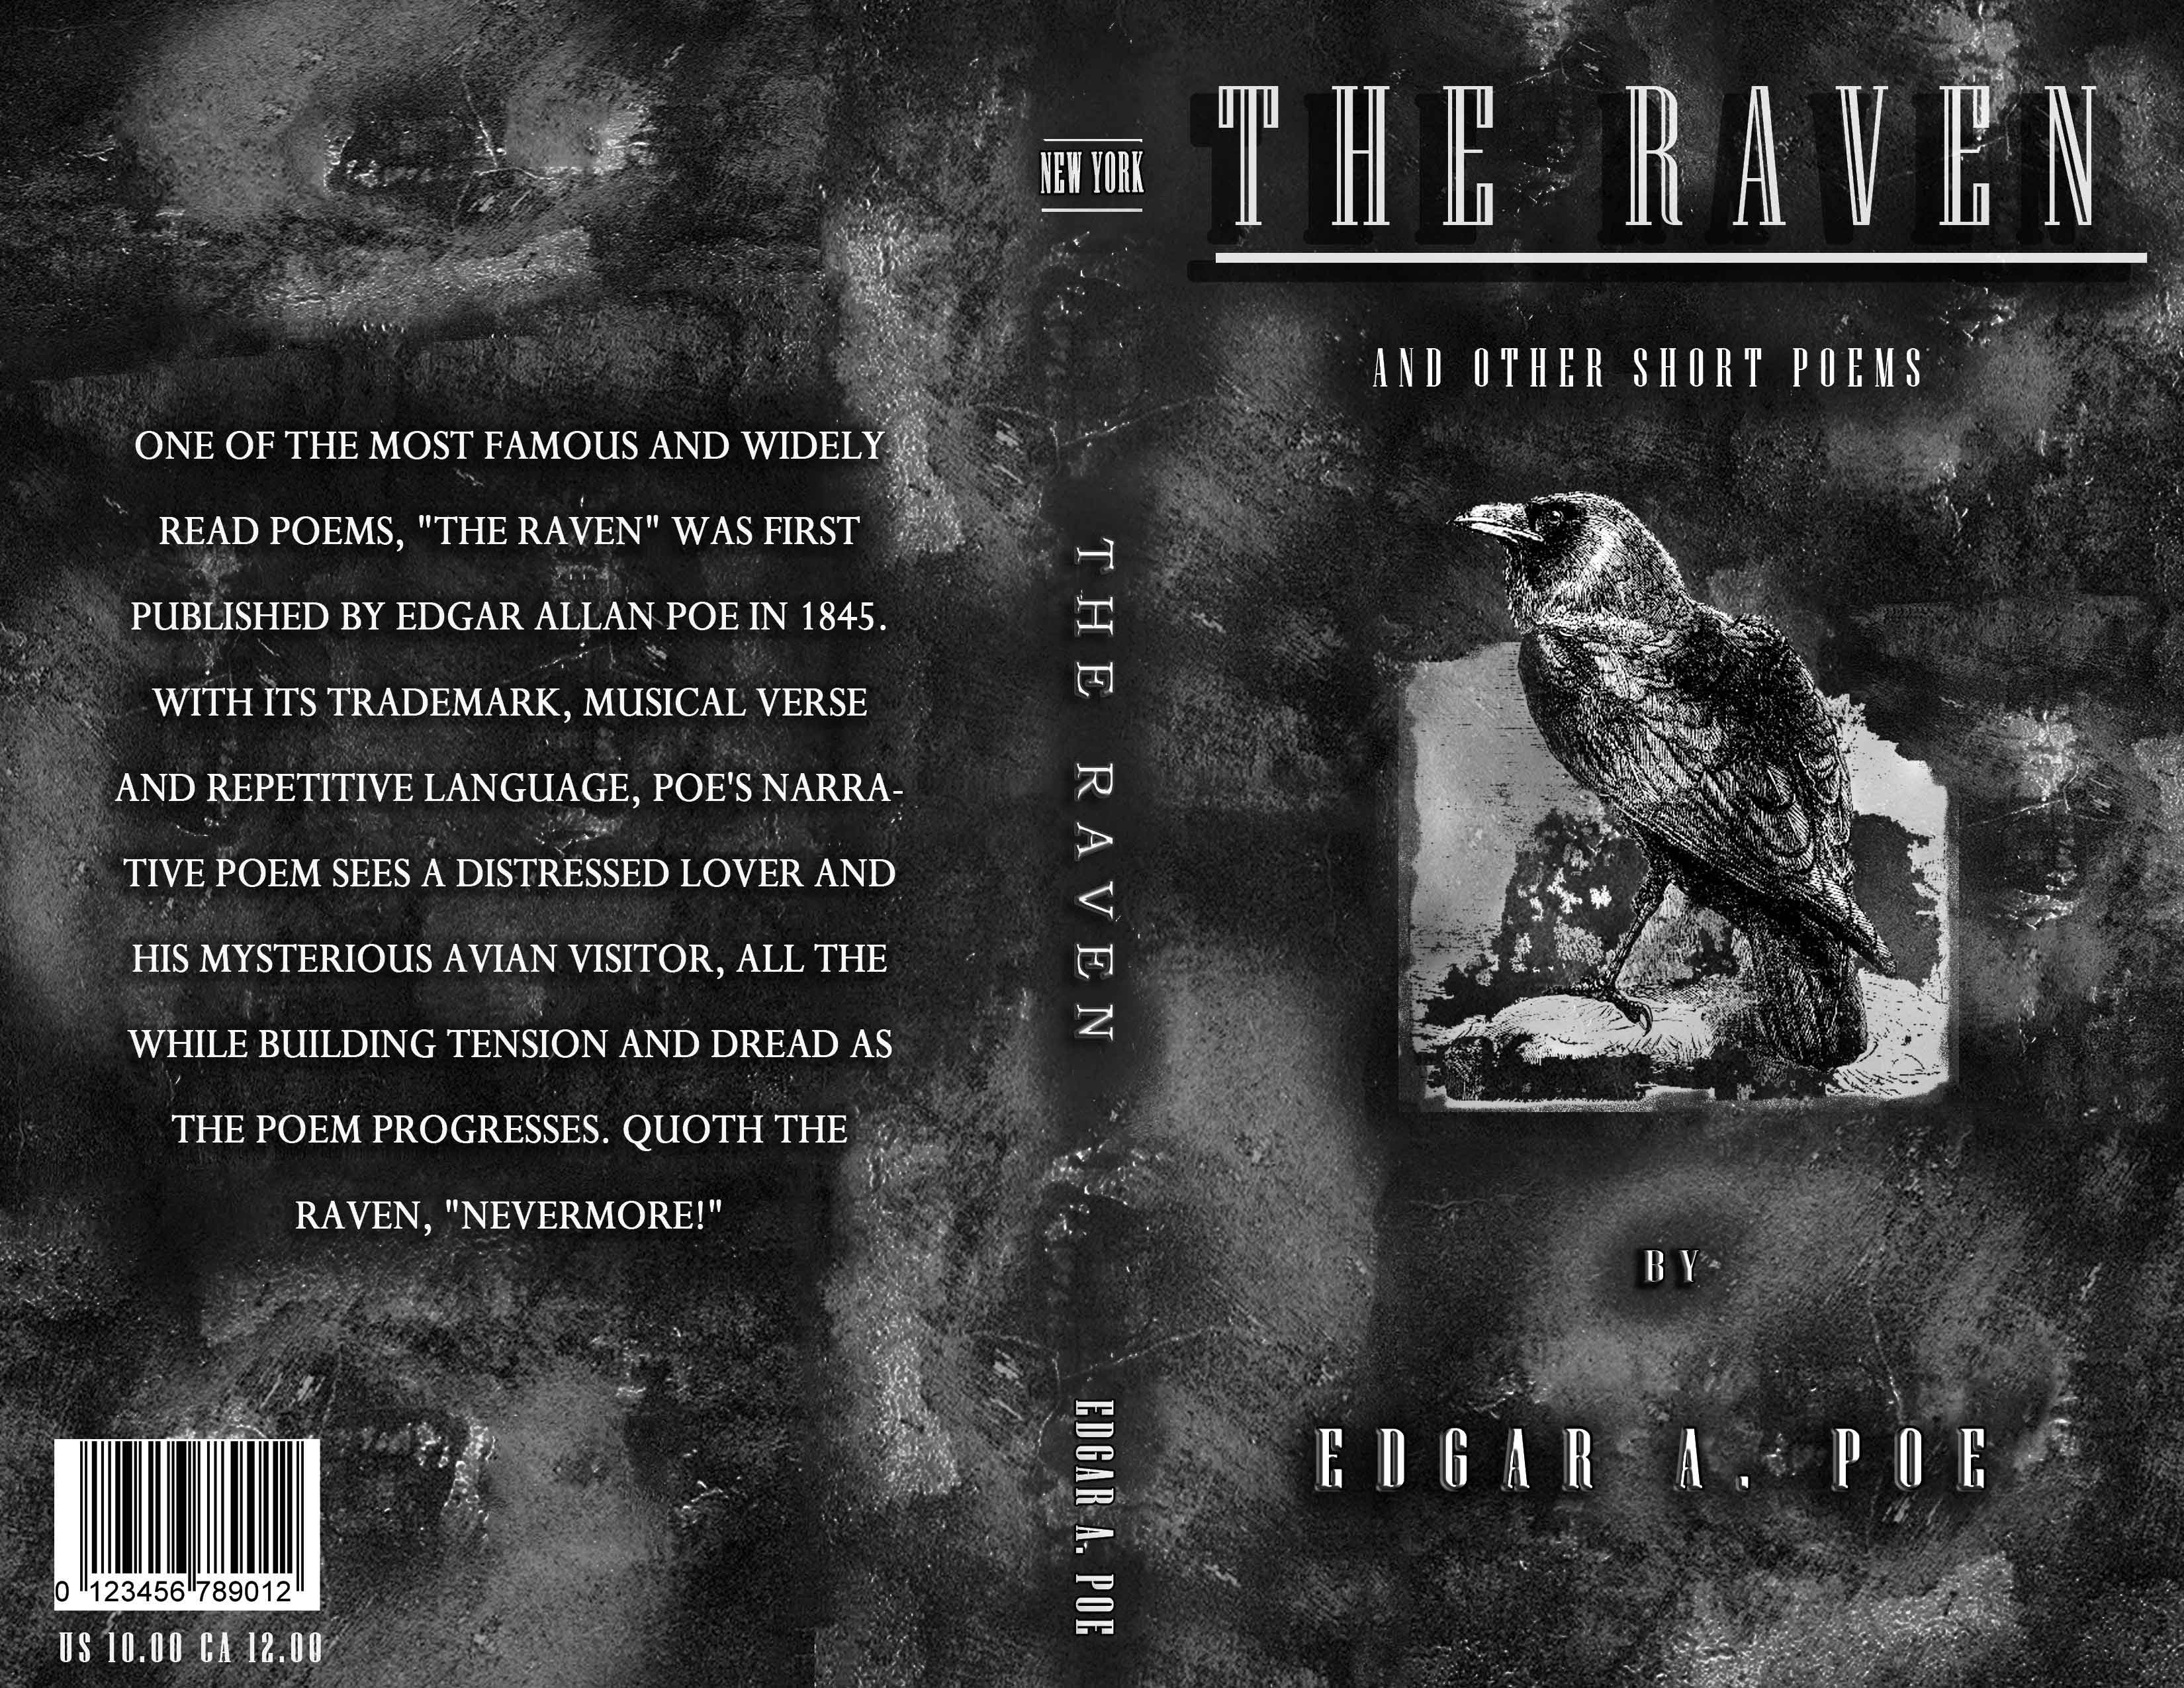 ONE OF THE MOST FAMOUS AND WIDELY
READ POEMS, "THE RAVEN" WAS FIRST
PUBLISHED BY EDGAR ALLAN POE IN 1845.
WITH ITS TRADEMARK, MUSICAL VERSE
AND REPETITIVE LANGUAGE, POE'S NARRA-
TIVE POEM SEES A DISTRESSED LOVER AND
HIS MYSTERIOUS AVIAN VISITOR, ALL THE
WHILE BUILDING TENSION AND DREAD AS
THE POEM PROGRESSES. QUOTH THE
RAVEN, "NEVERMORE!"
0 123456 789012
US 10.00 CA 12.00
NEW YORK
THE RAVEN
EDGAR A. POE
THE RAVEN
AND OTHER SHORT POEMS
BY
EDGAR A. POE